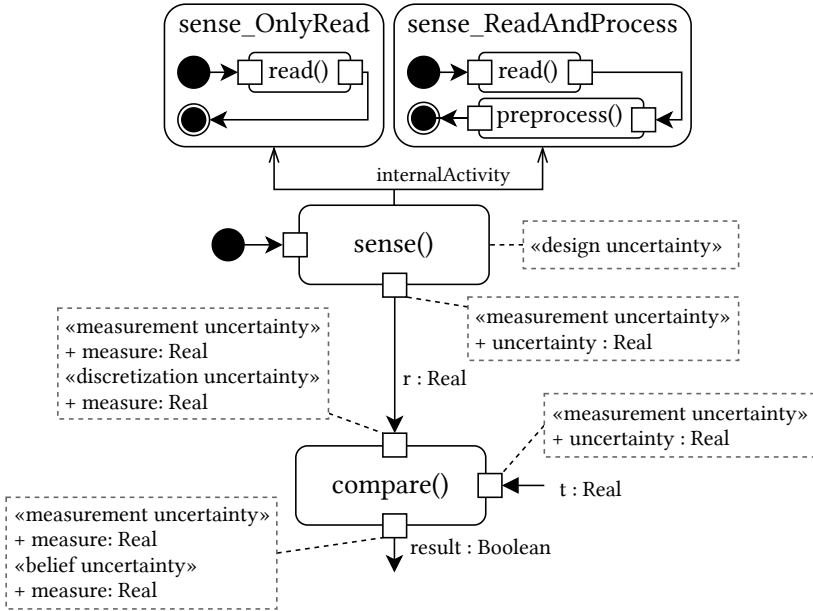 sense_OnlyRead
read()
sense_ReadAndProcess
read()
preprocess()
internalActivity
sense()
«design uncertainty»
«measurement uncertainty»
+ uncertainty : Real
«measurement uncertainty»
+ measure: Real
«discretization uncertainty»
+ measure: Real
r : Real
«measurement uncertainty»
+ uncertainty : Real
compare()
t : Real
«measurement uncertainty»
+ measure: Real
«belief uncertainty»
+ measure: Real
result : Boolean